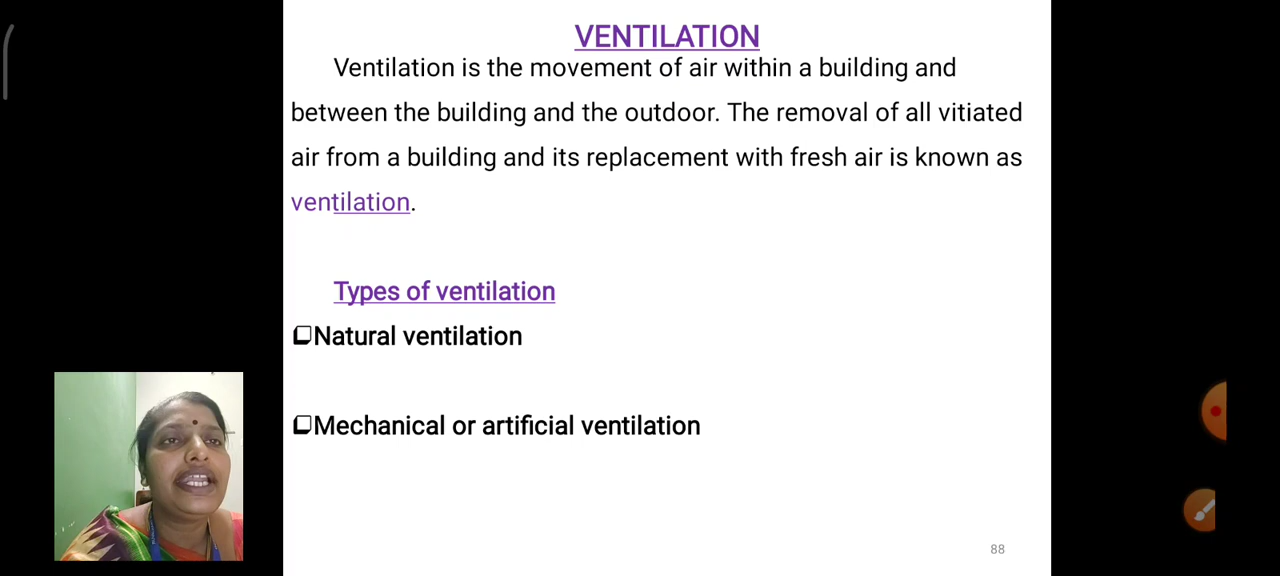 VENTILATION
Ventilation is the movement of air within a building and
between the building and the outdoor. The removal of all vitiated
air from a building and its replacement with fresh air is known as
ventilation.
Types of ventilation
❑Natural ventilation
❑Mechanical or artificial ventilation
88